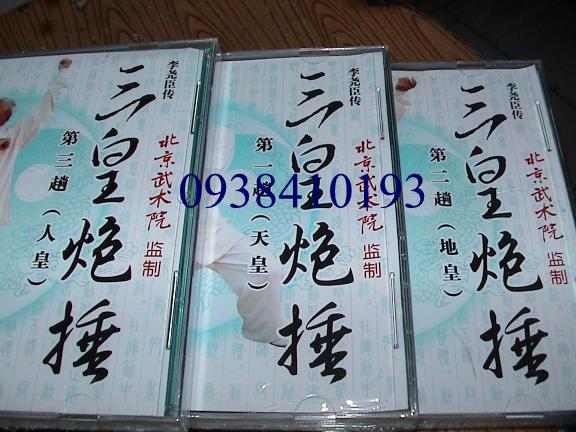 李尧臣传
三皇炮捶
北京武术院 监制
第三趟（人皇）
李尧臣传
三皇炮捶
北京武术院 监制
第一趟（天皇）
李尧臣传
三皇炮捶
北京武术院 监制
第二趟（地皇）
0938410193